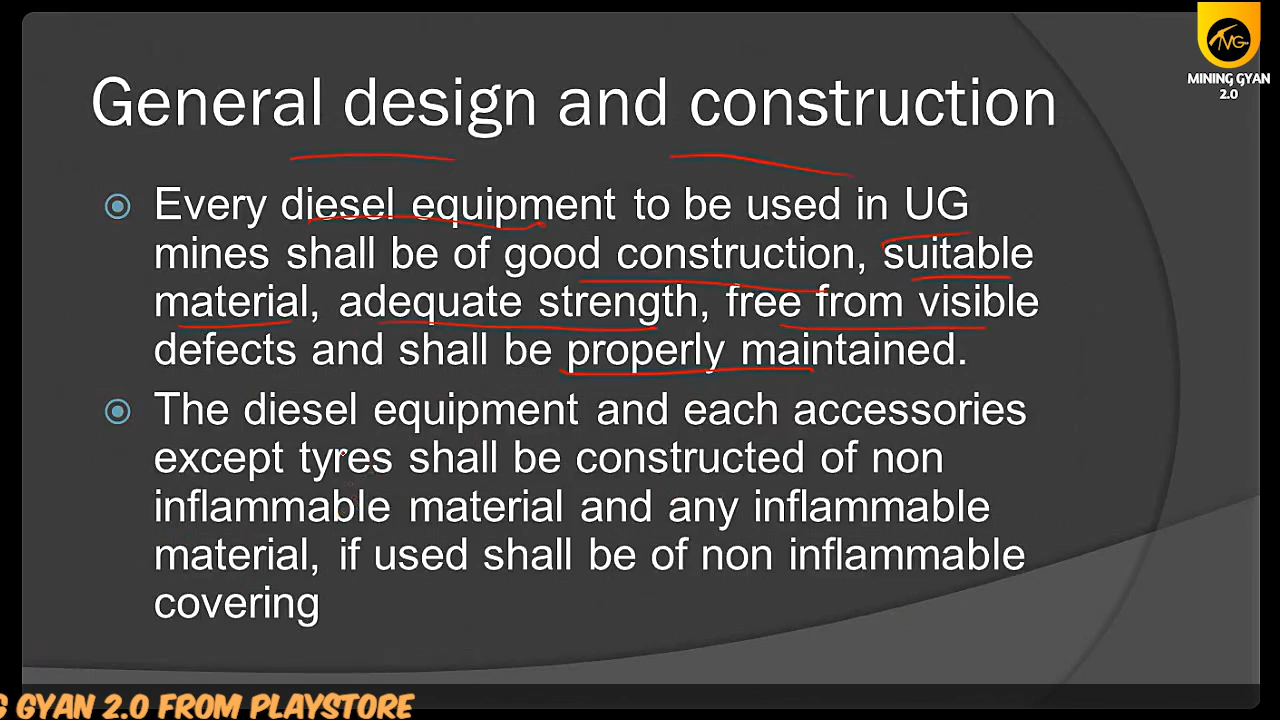 MINING GYAN
2.0
General design and construction
Every diesel equipment to be used in UG
mines shall be of good construction, suitable
material, adequate strength, free from visible
defects and shall be properly maintained.
The diesel equipment and each accessories
except tyres shall be constructed of non
inflammable material and any inflammable
material, if used shall be of non inflammable
covering
GYAN 2.0 FROM PLAYSTORE